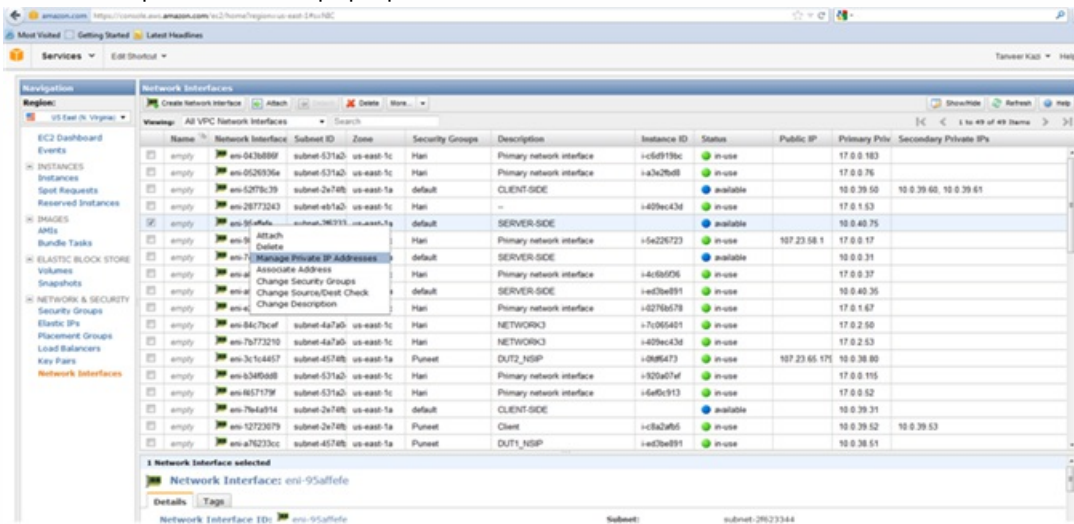 amazon.com https://console.aws.amazon.com/ec2/home?region=us-east-1#s=NIC
Most Visited Getting Started Latest Headlines
Services Edit Shortcut Tanveer Kazi Help
Navigation
Region:
US East (N. Virginia)
EC2 Dashboard
Events
INSTANCES
Instances
Spot Requests
Reserved Instances
IMAGES
AMIs
Bundle Tasks
ELASTIC BLOCK STORE
Volumes
Snapshots
NETWORK & SECURITY
Security Groups
Elastic IPs
Placement Groups
Load Balancers
Key Pairs
Network Interfaces
Network Interfaces
Create Network Interface Attach Delete More... Show/Hide Refresh Help
Viewing: All VPC Network Interfaces Search 1 to 49 of 49 Items
Name Network Interface Subnet ID Zone Security Groups Description Instance ID Status Public IP Primary Priv Secondary Private IPs
empty eni-043b886f subnet-531a2 us-east-1c Hari Primary network interface i-c6d919bc in-use 17.0.0.183
empty eni-0526936e subnet-531a2 us-east-1c Hari Primary network interface i-a3e2fbd8 in-use 17.0.0.76
empty eni-52f78c39 subnet-2e74f us-east-1a default CLIENT-SIDE available 10.0.39.50 10.0.39.60, 10.0.39.61
empty eni-28773243 subnet-eb1a2 us-east-1c Hari – i-409ec43d in-use 17.0.1.53
empty eni-95affefe subnet-2f6233 us-east-1a default SERVER-SIDE available 10.0.40.75
empty Hari Primary network interface i-5e226723 in-use 107.23.58.1 17.0.0.17
empty default SERVER-SIDE available 10.0.0.31
empty Hari Primary network interface i-4c6b5f36 in-use 17.0.0.37
empty default SERVER-SIDE i-ed3be891 in-use 10.0.40.35
empty Hari Primary network interface i-0276b578 in-use 17.0.1.67
Attach
Delete
Manage Private IP Addresses
Associate Address
Change Security Groups
Change Source/Dest Check
Change Description
empty eni-84c7bcef subnet-4a7a0 us-east-1c Hari NETWORK3 i-7c065401 in-use 17.0.2.50
empty eni-7b773210 subnet-4a7a0 us-east-1c Hari NETWORK3 i-409ec43d in-use 17.0.2.53
empty eni-3c1c4457 subnet-4574f us-east-1a Puneet DUT2_NSIP in-use 107.23.65.175 10.0.38.80
empty eni-b34f0dd8 subnet-531a2 us-east-1c Hari Primary network interface i-920a07ef in-use 17.0.0.115
empty eni-f457179f subnet-531a2 us-east-1c Hari Primary network interface i-6ef0c913 in-use 17.0.0.52
empty eni-7fe4a914 subnet-2e74f us-east-1a default CLIENT-SIDE available 10.0.39.31
empty eni-12723079 subnet-2e74f us-east-1a Puneet Client i-c8a2afb5 in-use 10.0.39.52 10.0.39.53
empty eni-a76233cc subnet-4574f us-east-1a Puneet DUT1_NSIP i-ed3be891 in-use 10.0.38.51
1 Network Interface selected
Network Interface: eni-95affefe
Details Tags
Network Interface ID: eni-95affefe Subnet: subnet-2f623344